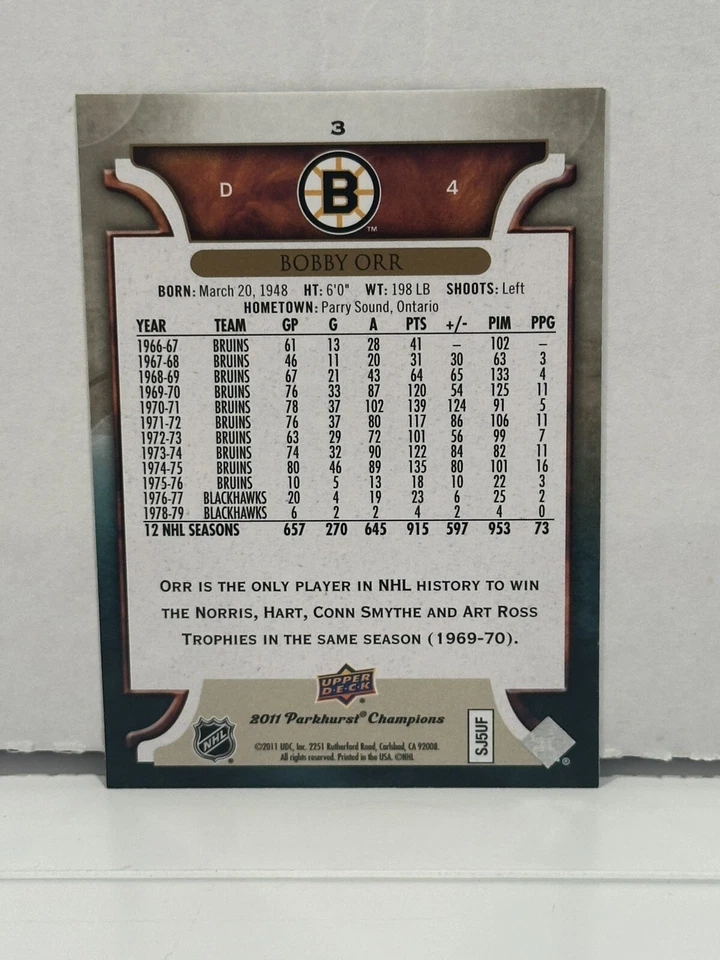 3
D B 4
TM
BOBBY ORR
BORN: March 20, 1948 HT: 6'0" WT: 198 LB SHOOTS: Left
HOMETOWN: Parry Sound, Ontario
YEAR TEAM GP G A PTS +/- PIM PPG
1966-67 BRUINS 61 13 28 41 – 102 –
1967-68 BRUINS 46 11 20 31 30 63 3
1968-69 BRUINS 67 21 43 64 65 133 4
1969-70 BRUINS 76 33 87 120 54 125 11
1970-71 BRUINS 78 37 102 139 124 91 5
1971-72 BRUINS 76 37 80 117 86 106 11
1972-73 BRUINS 63 29 72 101 56 99 7
1973-74 BRUINS 74 32 90 122 84 82 11
1974-75 BRUINS 80 46 89 135 80 101 16
1975-76 BRUINS 10 5 13 18 10 22 3
1976-77 BLACKHAWKS 20 4 19 23 6 25 2
1978-79 BLACKHAWKS 6 2 2 4 2 4 0
12 NHL SEASONS 657 270 645 915 597 953 73
ORR IS THE ONLY PLAYER IN NHL HISTORY TO WIN
THE NORRIS, HART, CONN SMYTHE AND ART ROSS
TROPHIES IN THE SAME SEASON (1969-70).
UPPER
D·E·C·K
®
2011 Parkhurst® Champions
NHL
©2011 UDC, Inc. 2251 Rutherford Road, Carlsbad, CA 92008.
All rights reserved. Printed in the USA. ©NHL
SJ5UF
®